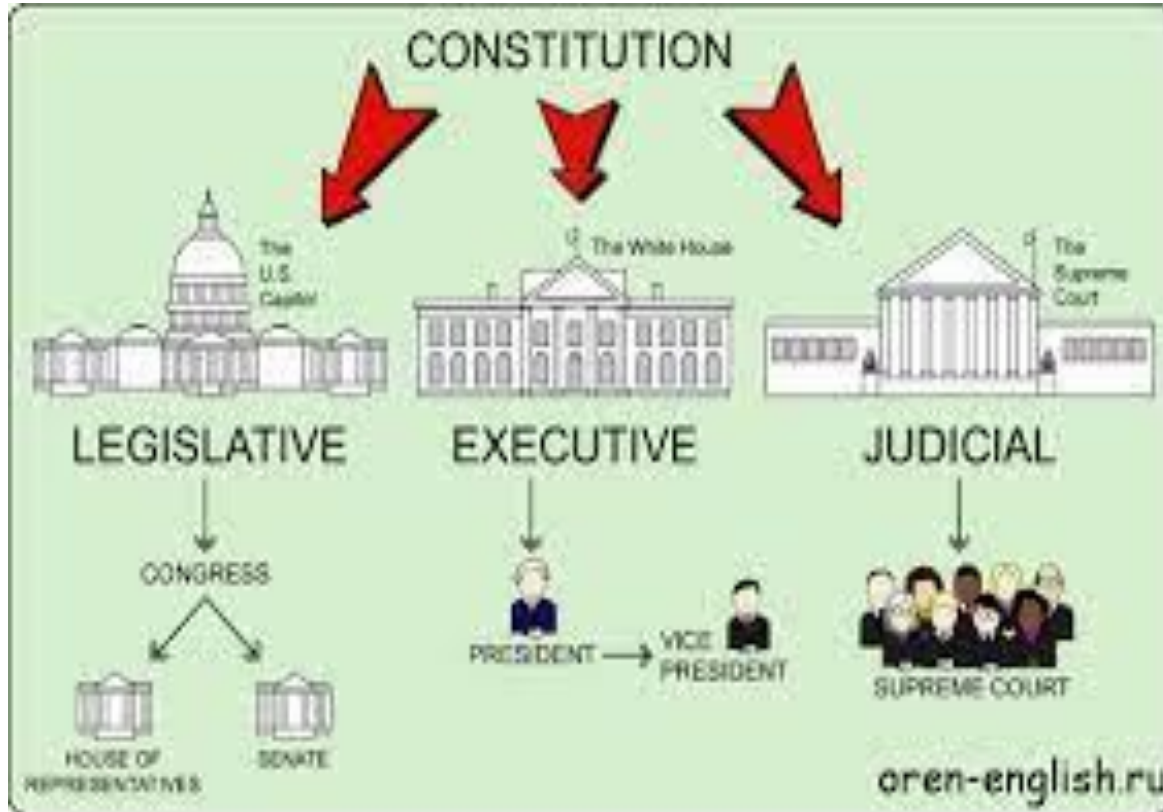 CONSTITUTION
The
U.S.
Capitol
The White House
The
Supreme
Court
LEGISLATIVE
EXECUTIVE
JUDICIAL
CONGRESS
PRESIDENT
VICE
PRESIDENT
SUPREME COURT
HOUSE OF
REPRESENTATIVES
SENATE
oren-english.ru